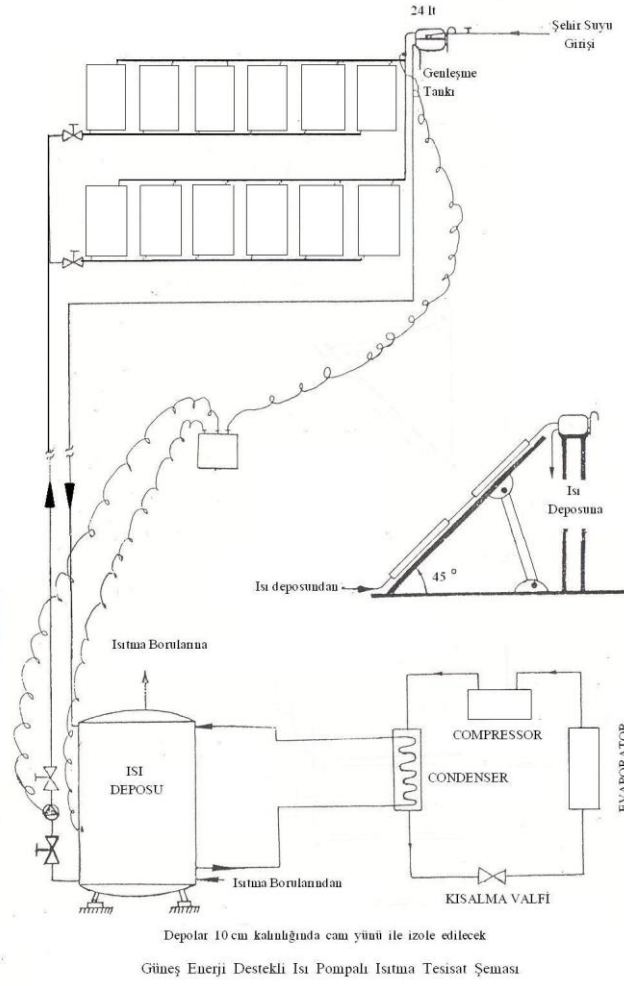 24 lt
Şehir Suyu
Girişi
Genleşme
Tankı
Isı
Deposuna
45 °
Isı deposundan
Isıtma Borularına
COMPRESSOR
ISI
DEPOSU
CONDENSER
EVAPORATOR
Isıtma Borularından
KISALMA VALFİ
Depolar 10 cm kalınlığında cam yünü ile izole edilecek
Güneş Enerji Destekli Isı Pompalı Isıtma Tesisat Şeması